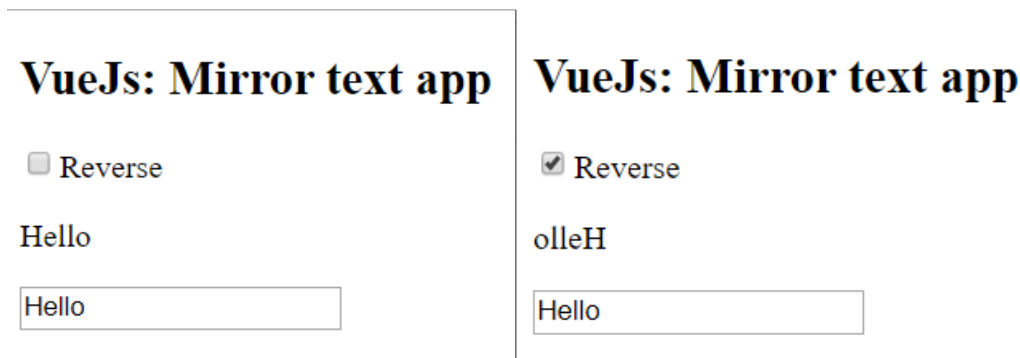 VueJs: Mirror text app
Reverse
Hello
Hello
VueJs: Mirror text app
Reverse
olleH
Hello